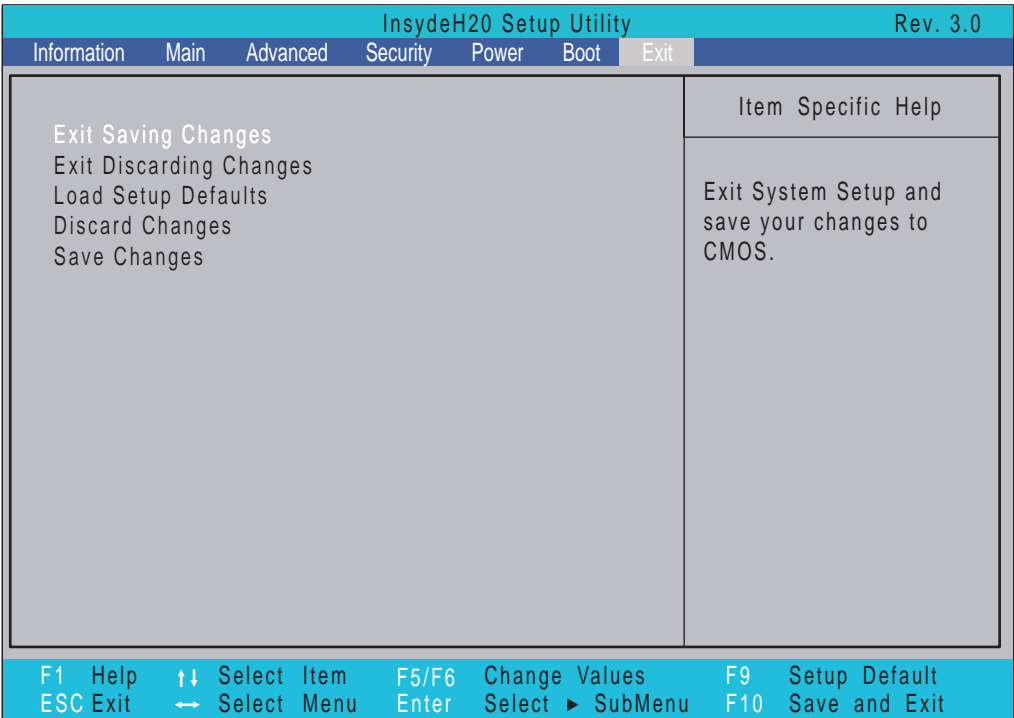 InsydeH20 Setup Utility Rev. 3.0
Information Main Advanced Security Power Boot Exit
Item Specific Help
Exit Saving Changes
Exit Discarding Changes
Load Setup Defaults
Discard Changes
Save Changes
Exit System Setup and
save your changes to
CMOS.
F1 Help ↑↓ Select Item F5/F6 Change Values F9 Setup Default
ESC Exit ↔ Select Menu Enter Select ► SubMenu F10 Save and Exit